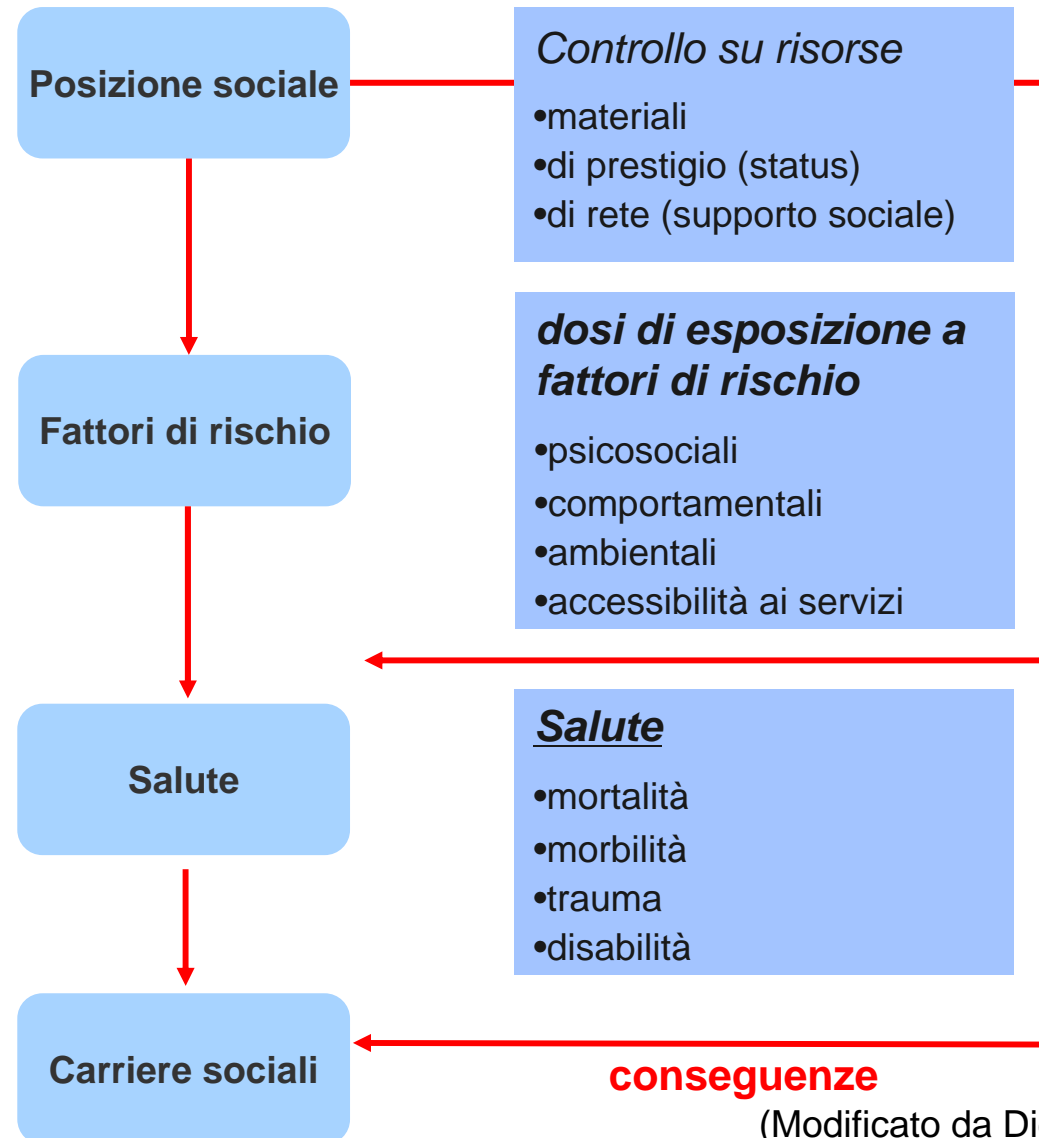 Posizione sociale
Controllo su risorse
•materiali
•di prestigio (status)
•di rete (supporto sociale)
Fattori di rischio
dosi di esposizione a
fattori di rischio
•psicosociali
•comportamentali
•ambientali
•accessibilità ai servizi
Salute
Salute
•mortalità
•morbilità
•trauma
•disabilità
Carriere sociali
conseguenze
(Modificato da